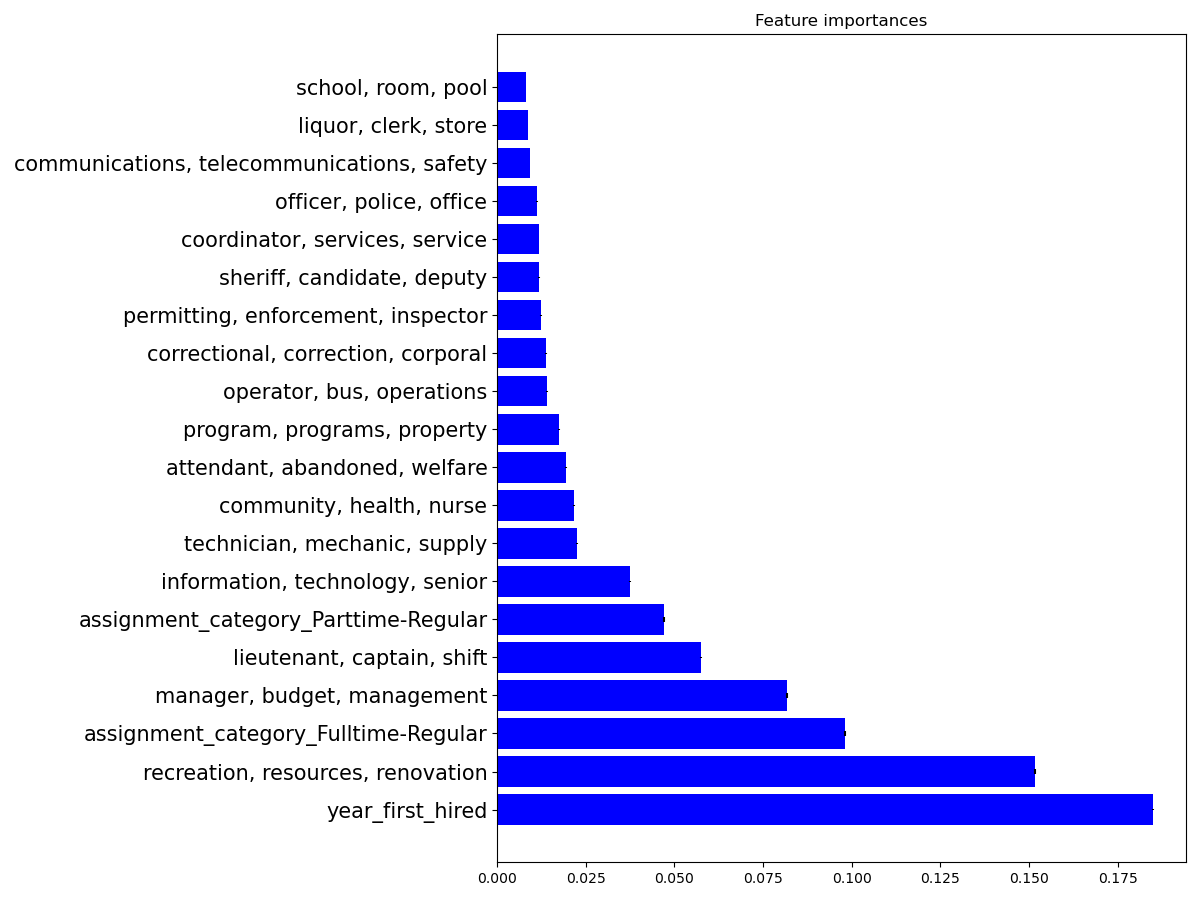 Feature importances
school, room, pool
liquor, clerk, store
communications, telecommunications, safety
officer, police, office
coordinator, services, service
sheriff, candidate, deputy
permitting, enforcement, inspector
correctional, correction, corporal
operator, bus, operations
program, programs, property
attendant, abandoned, welfare
community, health, nurse
technician, mechanic, supply
information, technology, senior
assignment_category_Parttime-Regular
lieutenant, captain, shift
manager, budget, management
assignment_category_Fulltime-Regular
recreation, resources, renovation
year_first_hired
0.000 0.025 0.050 0.075 0.100 0.125 0.150 0.175